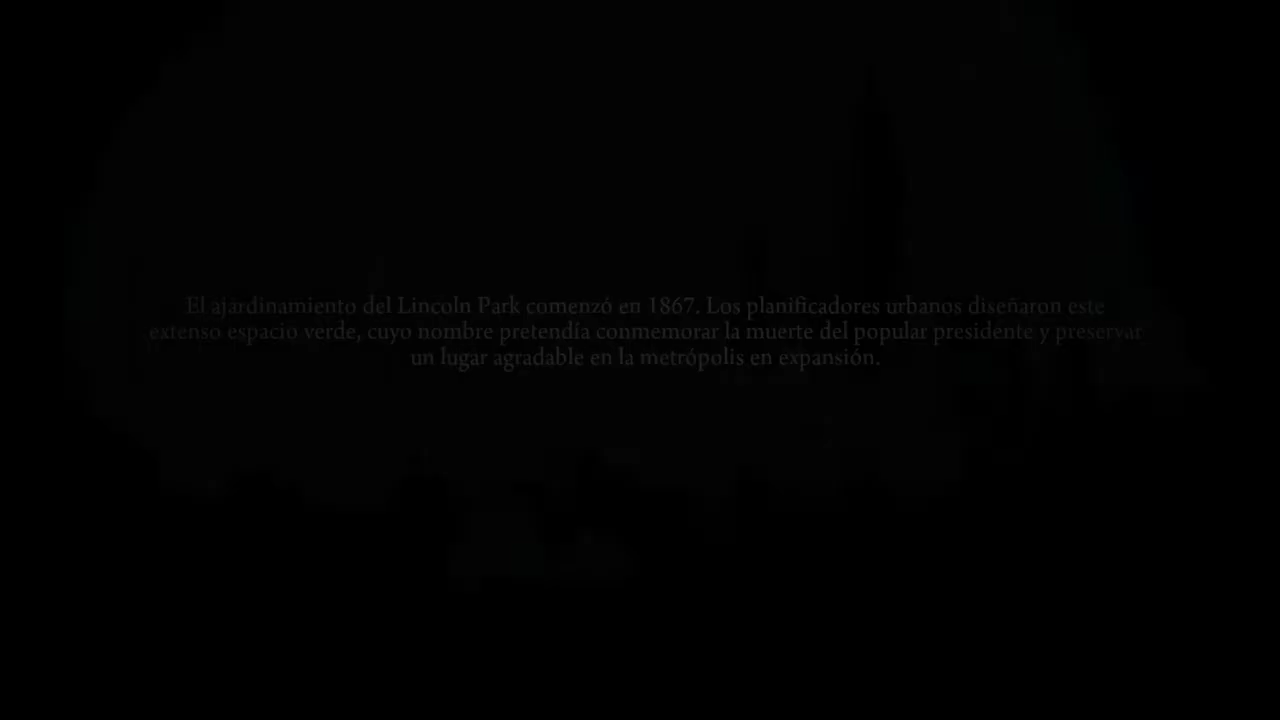 El ajardinamiento del Lincoln Park comenzó en 1867. Los planificadores urbanos diseñaron este
extenso espacio verde, cuyo nombre pretendía conmemorar la muerte del popular presidente y preservar
un lugar agradable en la metrópolis en expansión.